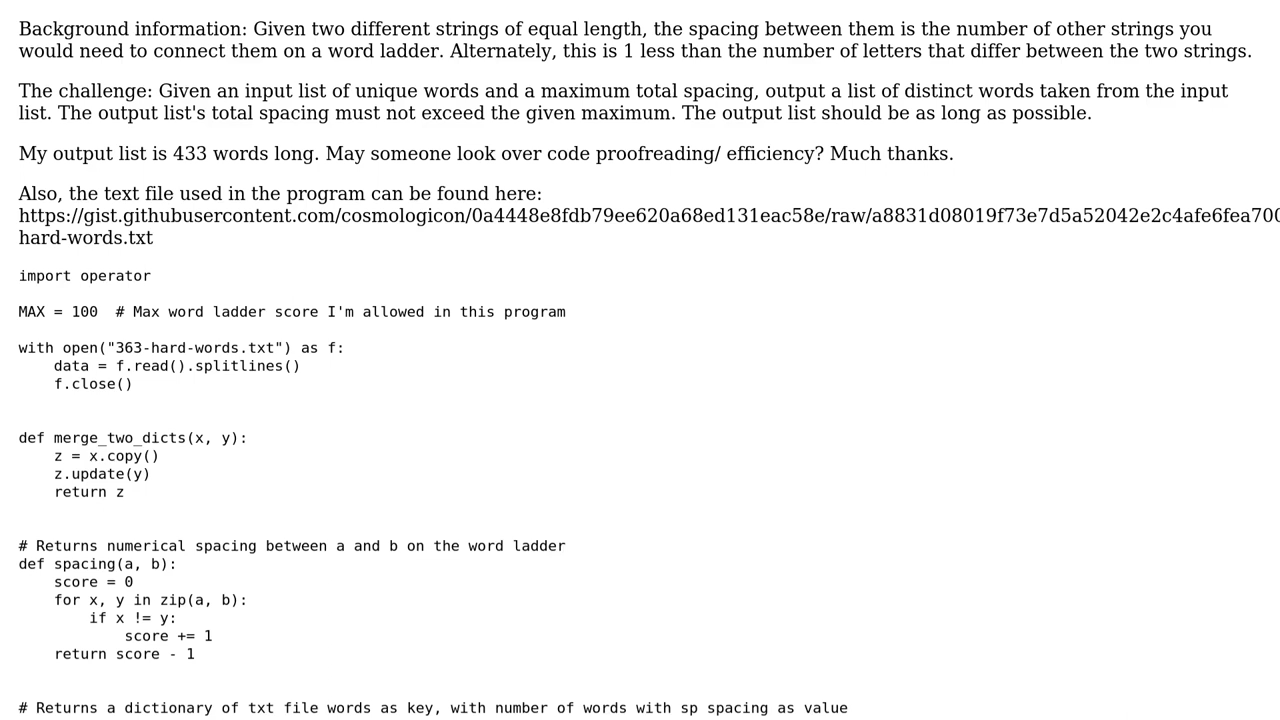 Background information: Given two different strings of equal length, the spacing between them is the number of other strings you
would need to connect them on a word ladder. Alternately, this is 1 less than the number of letters that differ between the two strings.
The challenge: Given an input list of unique words and a maximum total spacing, output a list of distinct words taken from the input
list. The output list's total spacing must not exceed the given maximum. The output list should be as long as possible.
My output list is 433 words long. May someone look over code proofreading/ efficiency? Much thanks.
Also, the text file used in the program can be found here:
https://gist.githubusercontent.com/cosmologicon/0a4448e8fdb79ee620a68ed131eac58e/raw/a8831d08019f73e7d5a52042e2c4afe6fea700
hard-words.txt
import operator
MAX = 100  # Max word ladder score I'm allowed in this program
with open("363-hard-words.txt") as f:
    data = f.read().splitlines()
    f.close()
def merge_two_dicts(x, y):
    z = x.copy()
    z.update(y)
    return z
# Returns numerical spacing between a and b on the word ladder
def spacing(a, b):
    score = 0
    for x, y in zip(a, b):
        if x != y:
            score += 1
    return score - 1
# Returns a dictionary of txt file words as key, with number of words with sp spacing as value